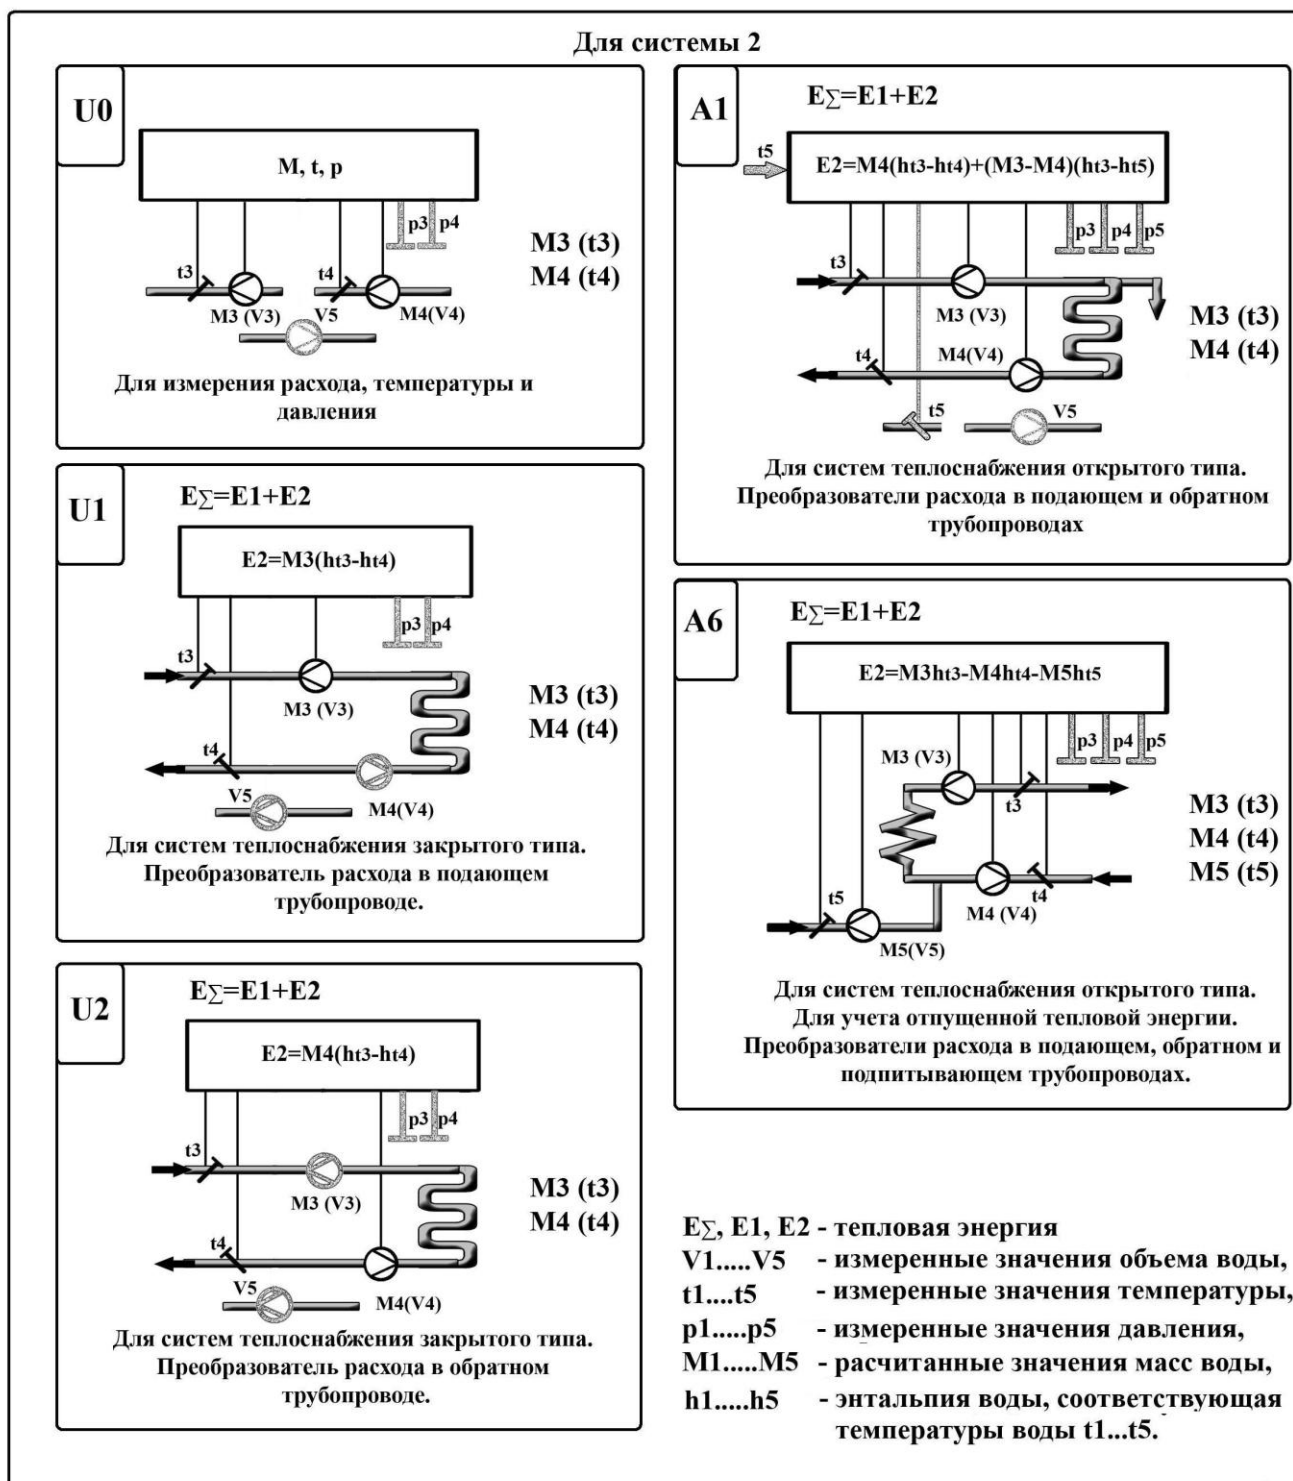 Для системы 2
U0
M, t, p
p3
p4
t3
t4
M3 (V3)
V5
M4(V4)
M3 (t3)
M4 (t4)
Для измерения расхода, температуры и
давления
U1
E∑=E1+E2
E2=M3(ht3-ht4)
p3
p4
t3
M3 (V3)
M3 (t3)
M4 (t4)
t4
V5
M4(V4)
Для систем теплоснабжения закрытого типа.
Преобразователь расхода в подающем
трубопроводе.
U2
E∑=E1+E2
E2=M4(ht3-ht4)
p3
p4
t3
M3 (V3)
M3 (t3)
M4 (t4)
t4
V5
M4(V4)
Для систем теплоснабжения закрытого типа.
Преобразователь расхода в обратном
трубопроводе.
A1
E∑=E1+E2
t5
E2=M4(ht3-ht4)+(M3-M4)(ht3-ht5)
p3
p4
p5
t3
M3 (V3)
M3 (t3)
M4 (t4)
t4
M4(V4)
t5
V5
Для систем теплоснабжения открытого типа.
Преобразователи расхода в подающем и обратном
трубопроводах
A6
E∑=E1+E2
E2=M3ht3-M4ht4-M5ht5
p3
p4
p5
M3 (V3)
t3
M3 (t3)
M4 (t4)
M5 (t5)
t4
M4 (V4)
t5
M5(V5)
Для систем теплоснабжения открытого типа.
Для учета отпущенной тепловой энергии.
Преобразователи расхода в подающем, обратном и
подпитывающем трубопроводах.
E∑, E1, E2 - тепловая энергия
V1.....V5 - измеренные значения объема воды,
t1....t5 - измеренные значения температуры,
p1.....p5 - измеренные значения давления,
M1.....M5 - расчитанные значения масс воды,
h1.....h5 - энтальпия воды, соответствующая
температуры воды t1...t5.